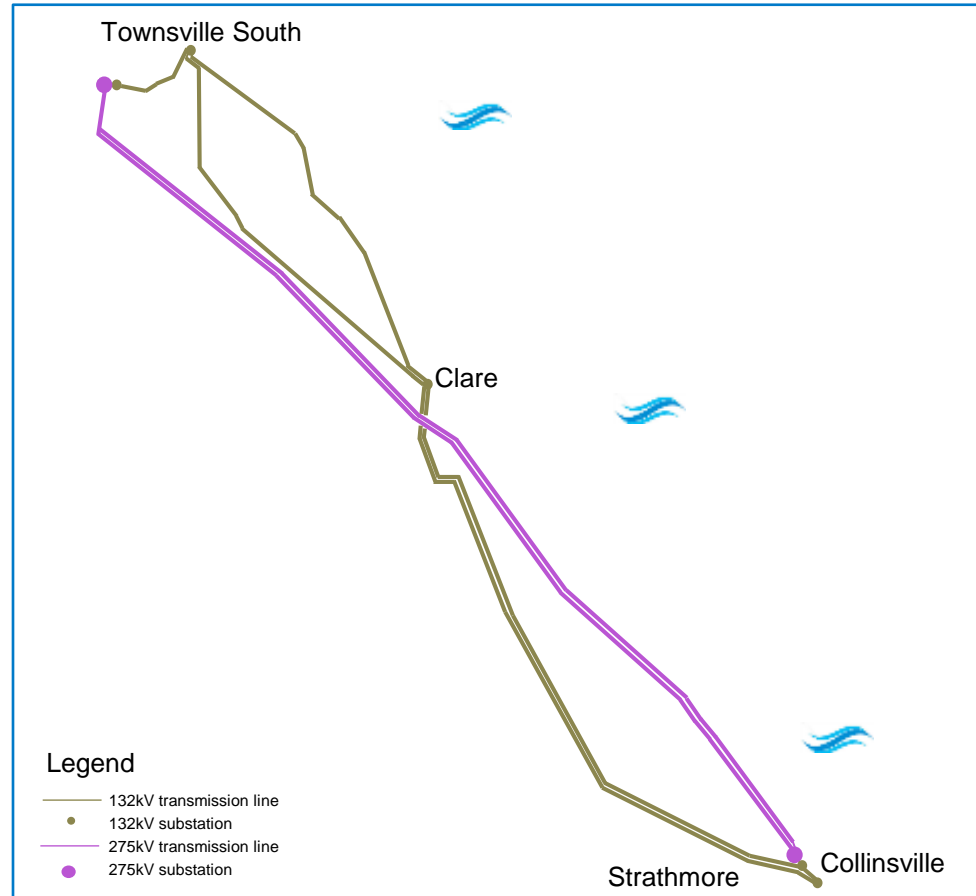 Townsville South
Clare
Collinsville
Strathmore
Legend
132kV transmission line
132kV substation
275kV transmission line
275kV substation